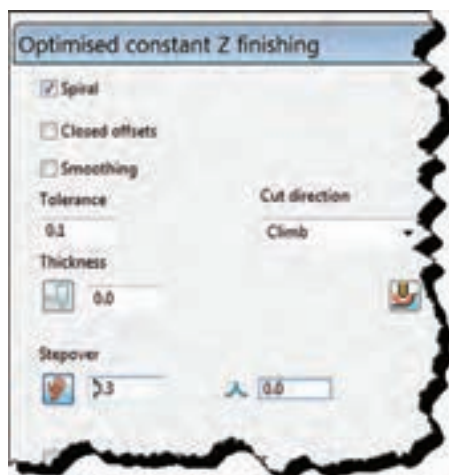 Optimised constant Z finishing
Spiral
Closed offsets
Smoothing
Tolerance
Cut direction
0.1
Climb
Thickness
0.0
Stepover
0.0